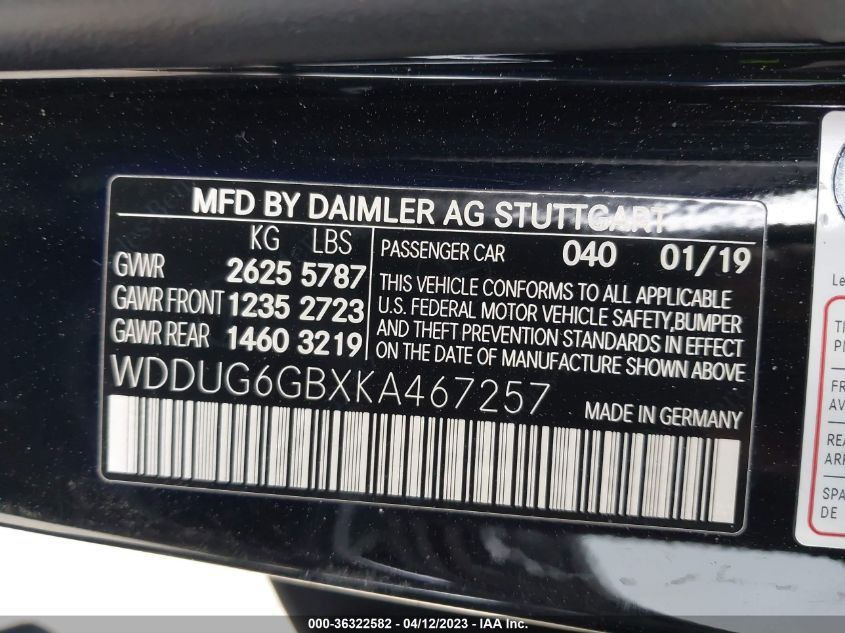 MFD BY DAIMLER AG STUTTGART
KG LBS
GVWR 2625 5787
GAWR FRONT 1235 2723
GAWR REAR 1460 3219
PASSENGER CAR 040 01/19
THIS VEHICLE CONFORMS TO ALL APPLICABLE
U.S. FEDERAL MOTOR VEHICLE SAFETY,BUMPER
AND THEFT PREVENTION STANDARDS IN EFFECT
ON THE DATE OF MANUFACTURE SHOWN ABOVE
WDDUG6GBXKA467257
MADE IN GERMANY
SPA
DE
000-36322582 - 04/12/2023 - IAA Inc.